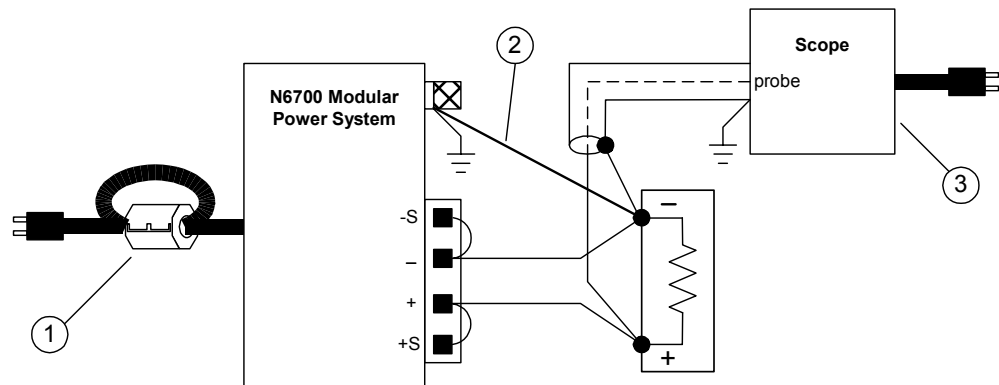 2
Scope
probe
N6700 Modular
Power System
3
-S
–
+
+S
–
+
1